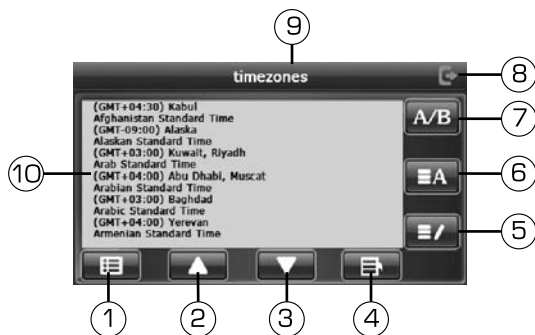 9
timezones
8
(GMT+04:30) Kabul
Afghanistan Standard Time
(GMT-09:00) Alaska
Alaskan Standard Time
(GMT+03:00) Kuwait, Riyadh
Arab Standard Time
(GMT+04:00) Abu Dhabi, Muscat
Arabian Standard Time
(GMT+03:00) Baghdad
Arabic Standard Time
(GMT+04:00) Yerevan
Armenian Standard Time
10
A/B
7
A
6
5
1
2
3
4